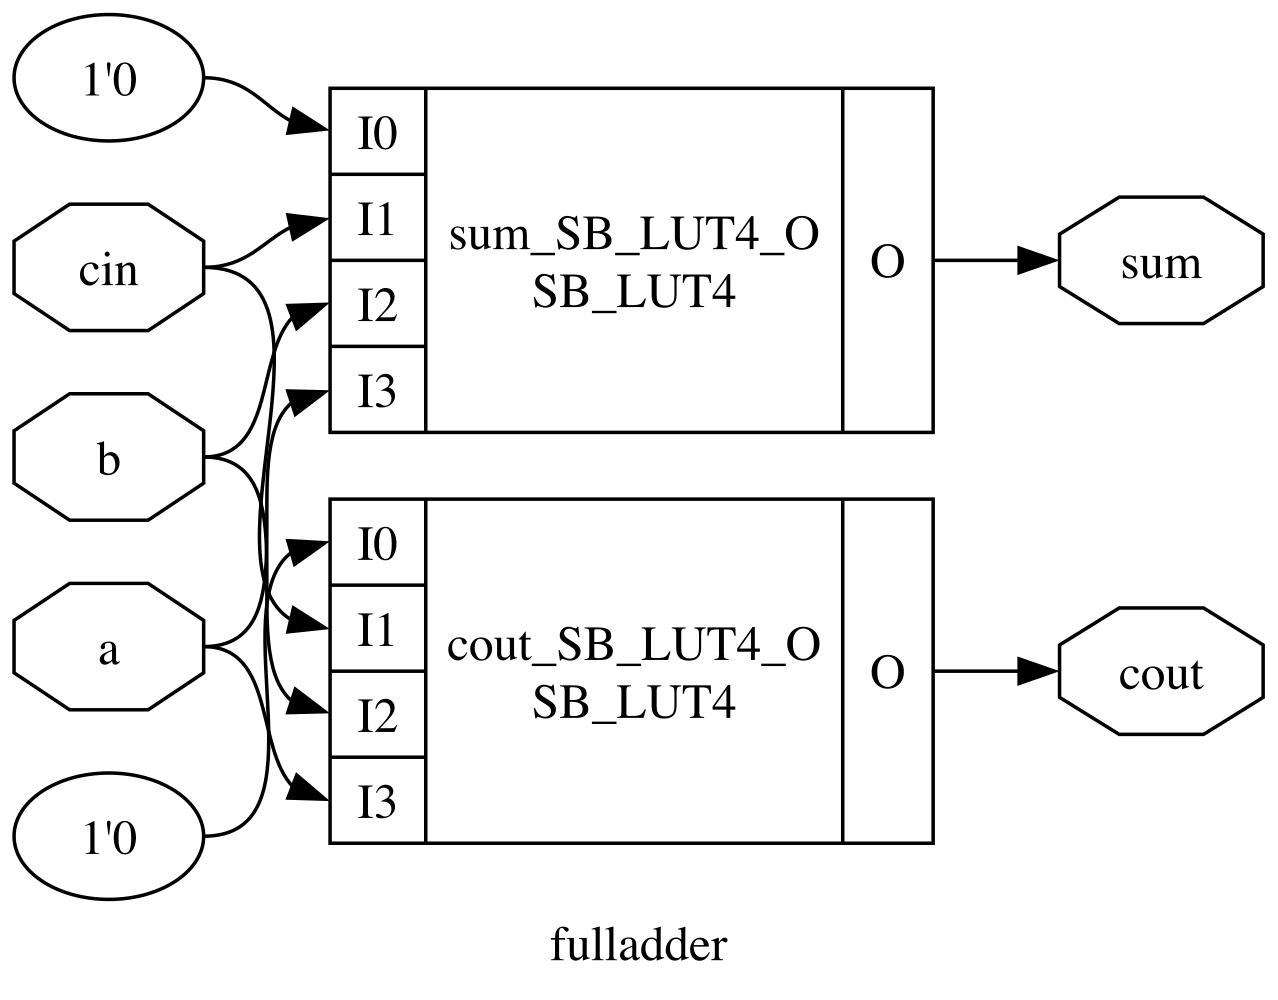 1'0
cin
b
a
1'0
I0
I1
I2
I3
sum_SB_LUT4_O
SB_LUT4
O
sum
I0
I1
I2
I3
cout_SB_LUT4_O
SB_LUT4
O
cout
fulladder